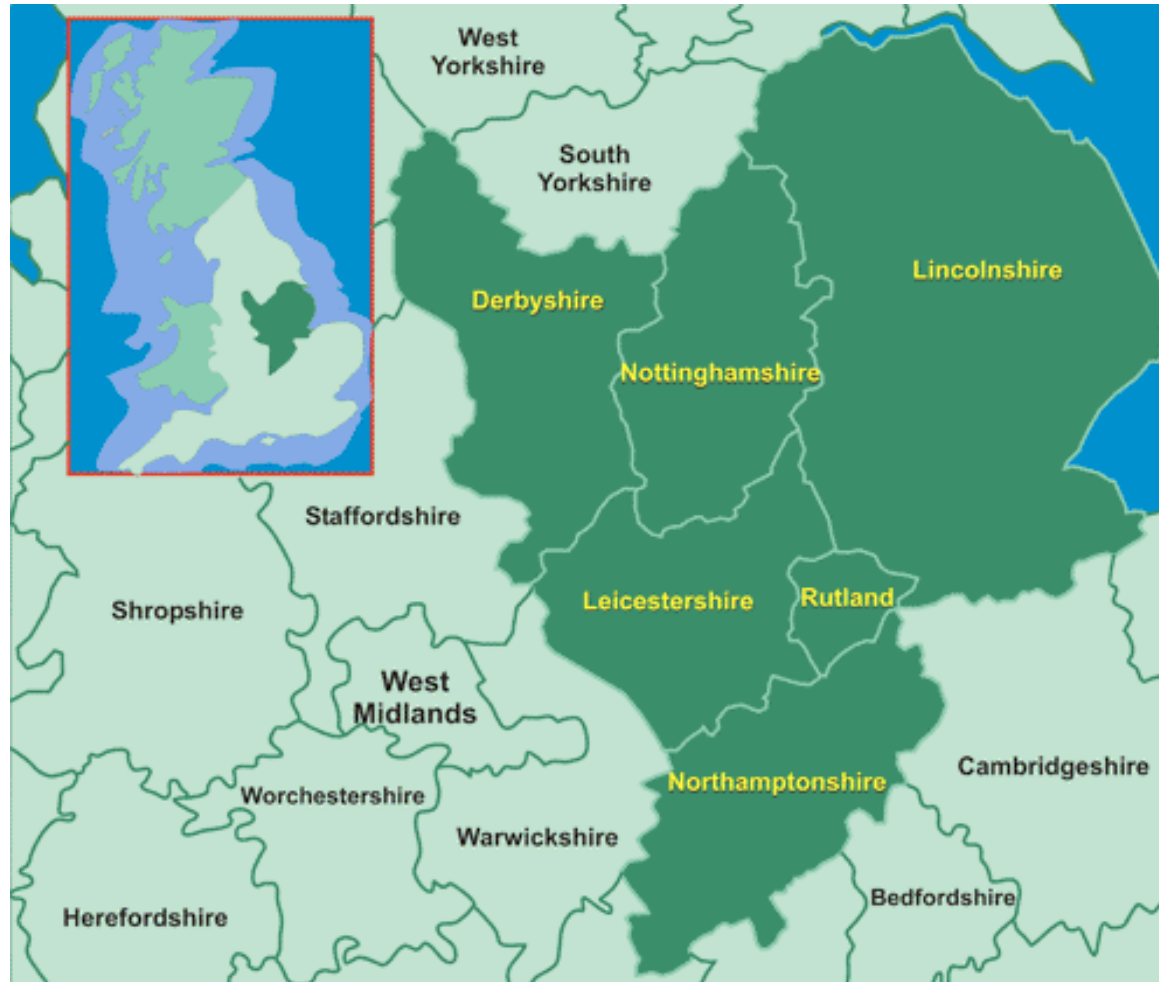 West
Yorkshire
South
Yorkshire
Lincolnshire
Derbyshire
Nottinghamshire
Staffordshire
Leicestershire
Rutland
Shropshire
West
Midlands
Cambridgeshire
Northamptonshire
Worchestershire
Warwickshire
Bedfordshire
Herefordshire